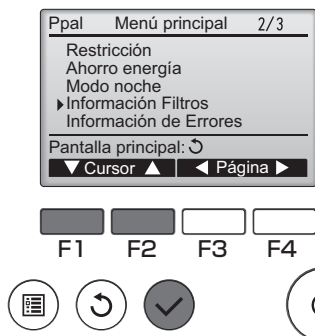 Ppal Menú principal 2/3
Restricción
Ahorro energía
Modo noche
Información Filtros
Información de Errores
Pantalla principal:
Cursor Página
F1 F2 F3 F4